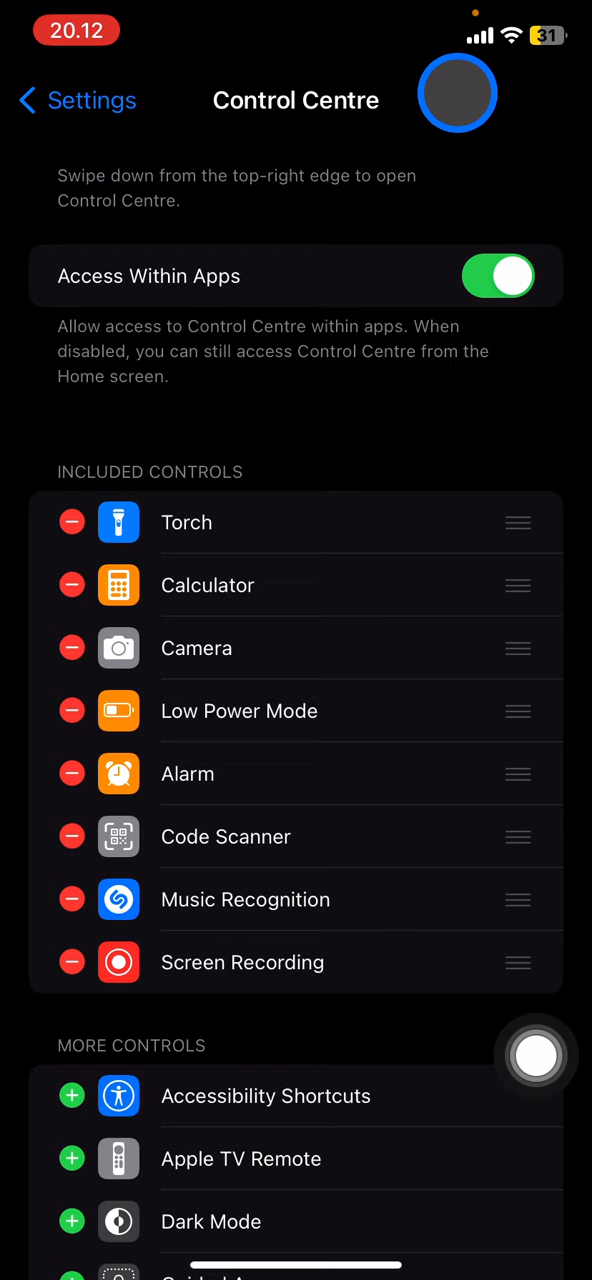 20.12
31
Settings
Control Centre
Swipe down from the top-right edge to open
Control Centre.
Access Within Apps
Allow access to Control Centre within apps. When
disabled, you can still access Control Centre from the
Home screen.
INCLUDED CONTROLS
Torch
Calculator
Camera
Low Power Mode
Alarm
Code Scanner
Music Recognition
Screen Recording
MORE CONTROLS
Accessibility Shortcuts
Apple TV Remote
Dark Mode